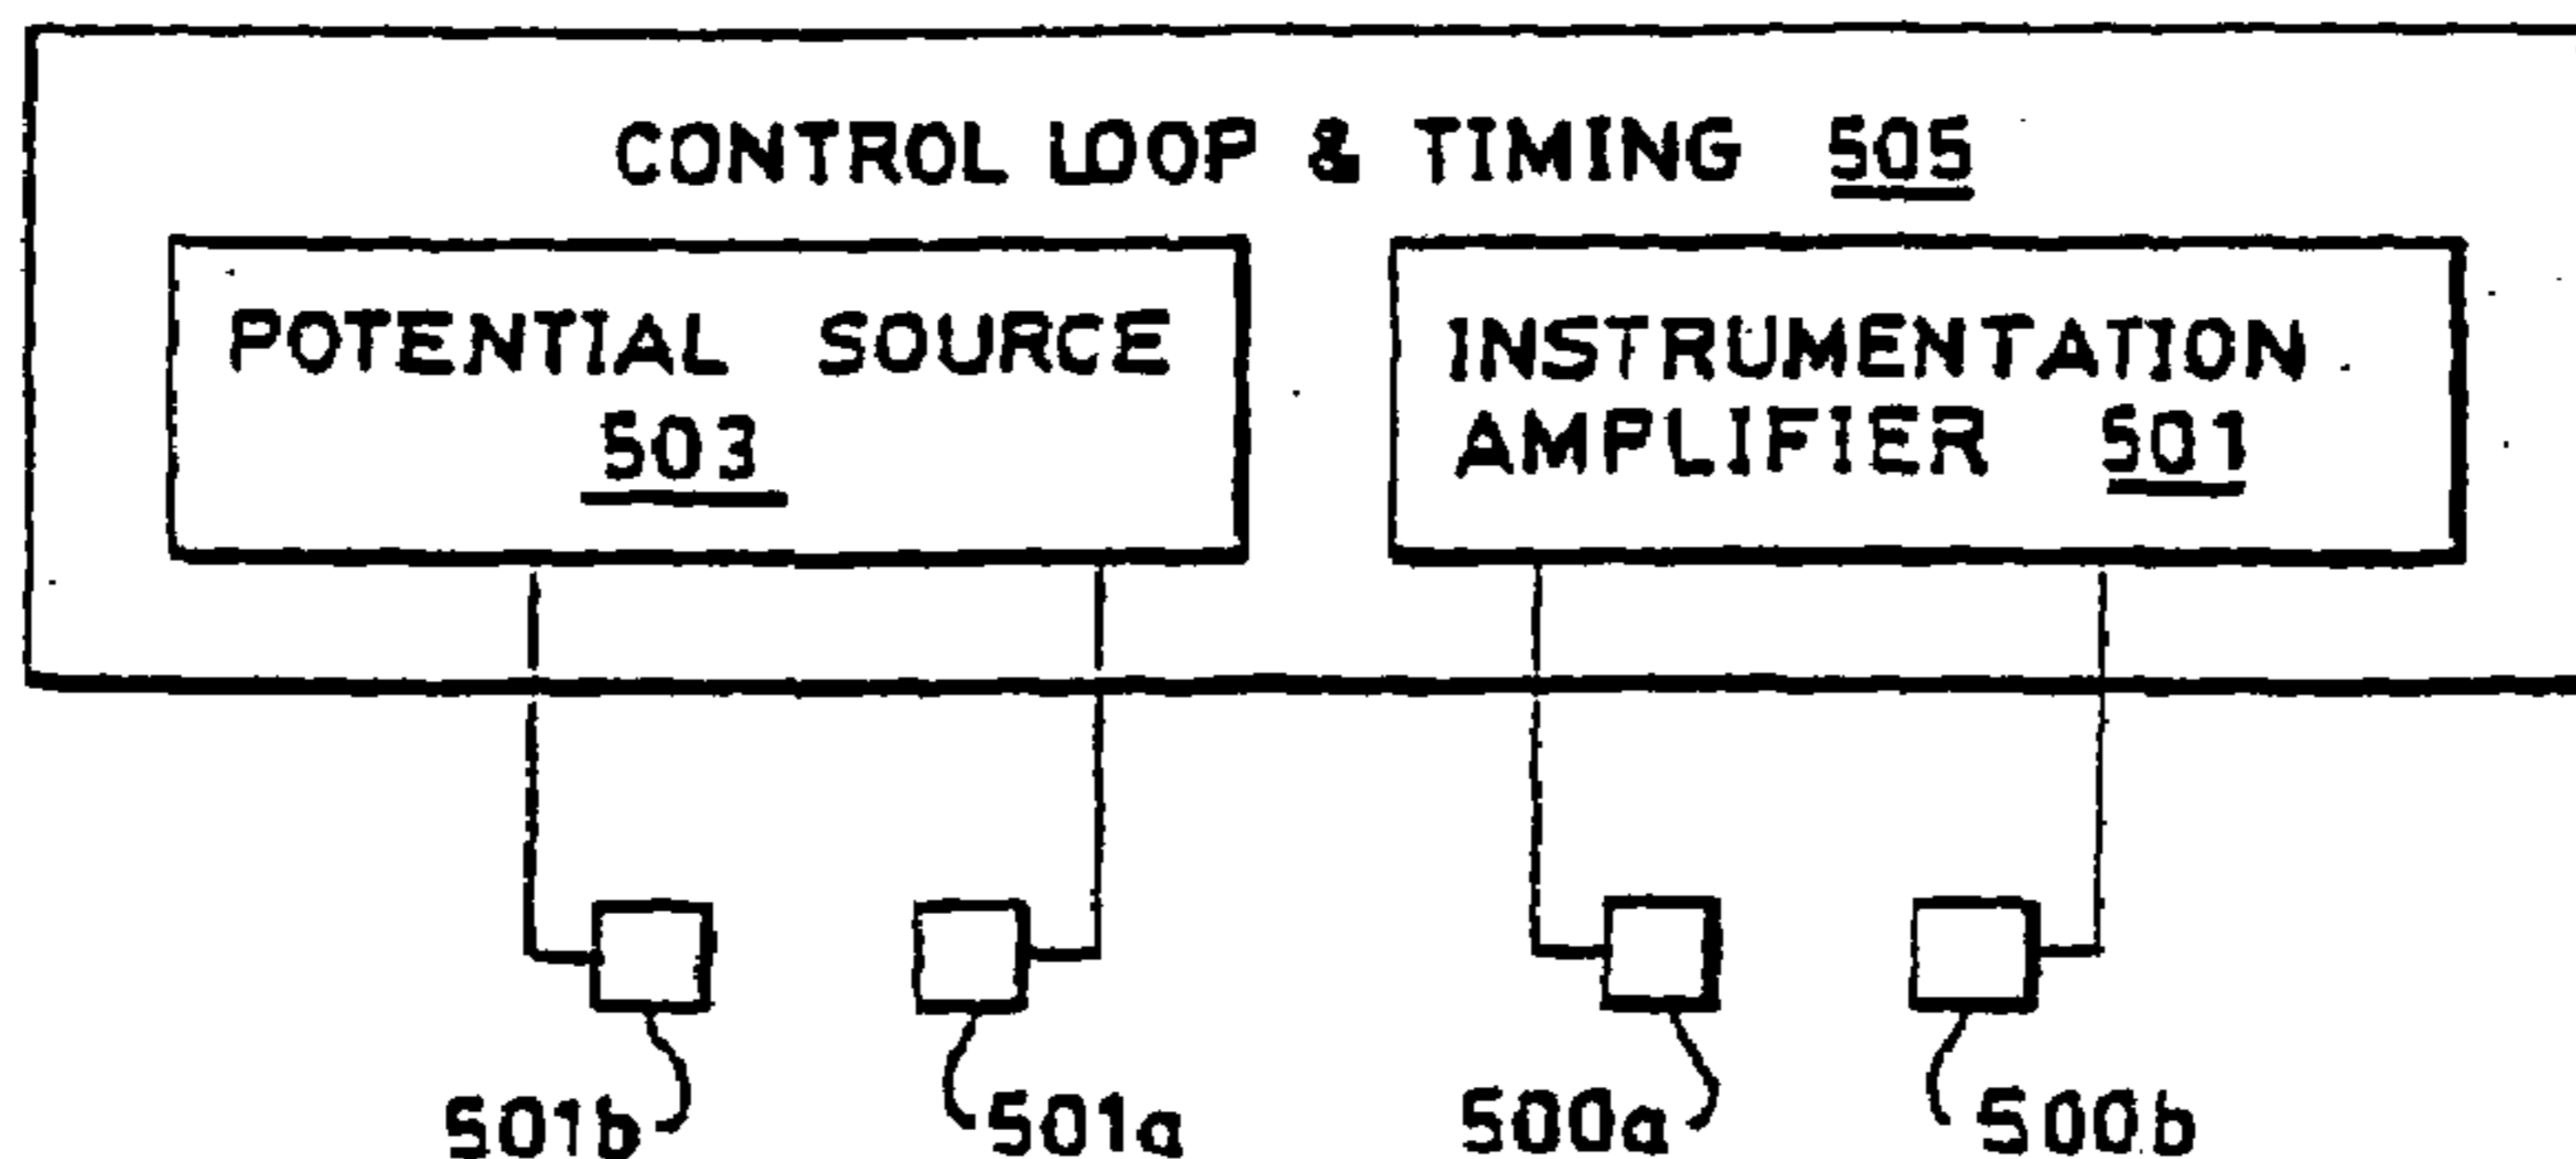 CONTROL LOOP & TIMING 505
POTENTIAL SOURCE
503
INSTRUMENTATION
AMPLIFIER 501
501b
501a
500a
500b